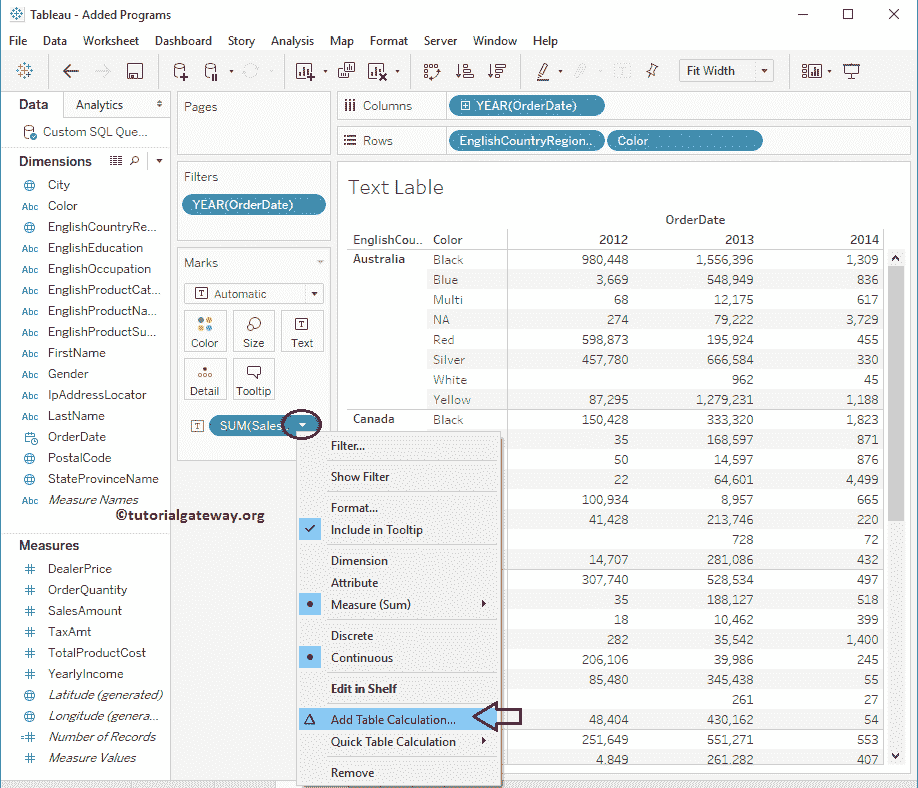 Tableau - Added Programs
File Data Worksheet Dashboard Story Analysis Map Format Server Window Help
Fit Width
Data Analytics
Custom SQL Que...
Dimensions
City
Abc Color
EnglishCountryRe...
Abc EnglishEducation
Abc EnglishOccupation
Abc EnglishProductCat...
Abc EnglishProductNa...
Abc EnglishProductSu...
Abc FirstName
Abc Gender
Abc IpAddressLocator
Abc LastName
OrderDate
PostalCode
StateProvinceName
Abc Measure Names
©tutorialgateway.org
Measures
# DealerPrice
# OrderQuantity
# SalesAmount
# TaxAmt
# TotalProductCost
# YearlyIncome
Latitude (generated)
Longitude (genera...
=# Number of Records
# Measure Values
Pages
Filters
YEAR(OrderDate)
Marks
T Automatic
Color Size Text
Detail Tooltip
T SUM(Sales
Filter...
Show Filter
Format...
Include in Tooltip
Dimension
Attribute
Measure (Sum)
Discrete
Continuous
Edit in Shelf
Add Table Calculation...
Quick Table Calculation
Remove
Columns YEAR(OrderDate)
Rows EnglishCountryRegion.. Color
Text Lable
OrderDate
EnglishCou.. Color 2012 2013 2014
Australia Black 980,448 1,556,396 1,309
Blue 3,669 548,949 836
Multi 68 12,175 617
NA 274 79,222 3,729
Red 598,873 195,924 455
Silver 457,780 666,584 330
White 962 45
Yellow 87,295 1,279,231 1,188
Canada Black 150,428 333,320 1,823
35 168,597 871
50 14,597 876
22 64,601 4,499
100,934 8,957 665
41,428 213,746 220
728 72
14,707 281,086 432
307,740 528,534 497
35 188,127 518
18 10,462 399
282 35,542 1,400
206,106 39,986 245
85,480 345,438 55
261 27
48,404 430,162 54
251,649 551,271 553
4,849 261,282 407